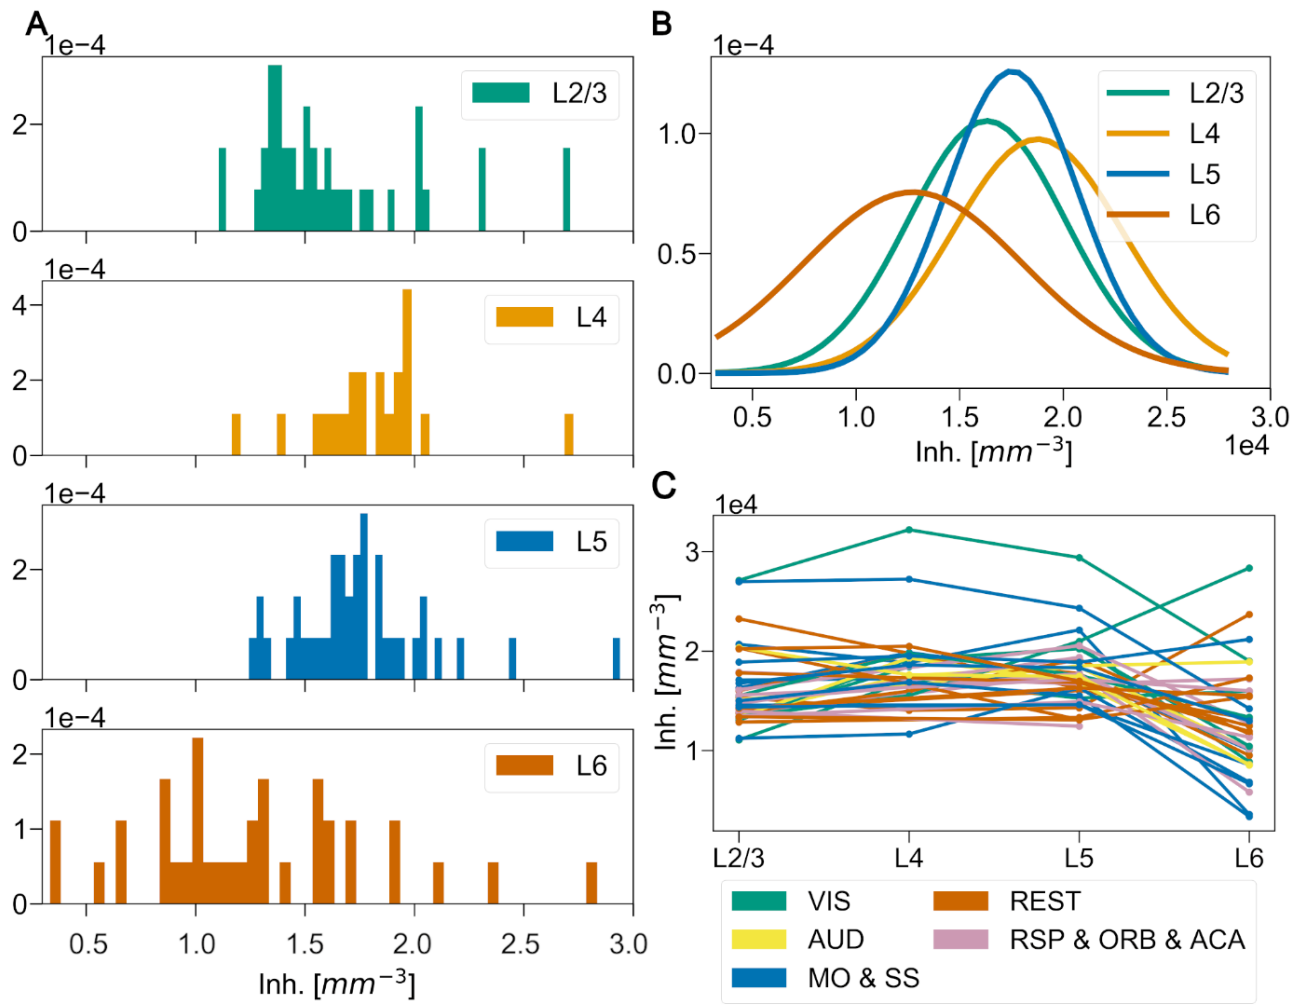 A
1e−4
L2/3
2
0
1e−4
L4
4
2
0
1e−4
L5
2
0
1e−4
L6
2
1
0
0.5 1.0 1.5 2.0 2.5 3.0
Inh. [mm⁻³]
B
1e−4
L2/3
L4
L5
L6
1.0
0.5
0.0
0.5 1.0 1.5 2.0 2.5 3.0
Inh. [mm⁻³] 1e4
C
1e4
Inh. [mm⁻³]
3
2
1
L2/3 L4 L5 L6
VIS REST
AUD RSP & ORB & ACA
MO & SS